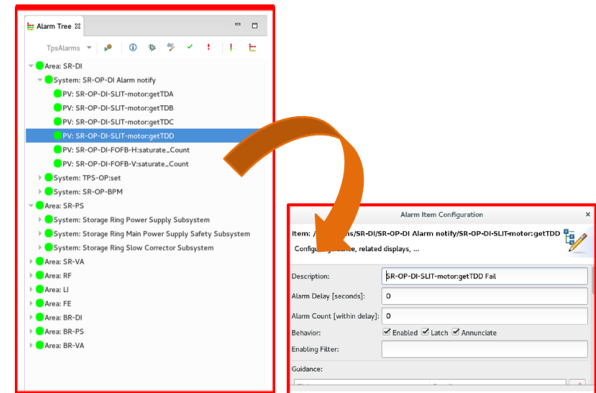 Alarm Tree
TpsAlarms
Area: SR-DI
System: SR-OP-DI Alarm notify
PV: SR-OP-DI-SLIT-motor:getTDA
PV: SR-OP-DI-SLIT-motor:getTDB
PV: SR-OP-DI-SLIT-motor:getTDC
PV: SR-OP-DI-SLIT-motor:getTDD
PV: SR-OP-DI-FOFB-H:saturate_Count
PV: SR-OP-DI-FOFB-V:saturate_Count
System: TPS-OP:set
System: SR-OP-BPM
Area: SR-PS
System: Storage Ring Power Supply Subsystem
System: Storage Ring Main Power Supply Safety Subsystem
System: Storage Ring Slow Corrector Subsystem
Area: SR-VA
Area: RF
Area: LI
Area: FE
Area: BR-DI
Area: BR-PS
Area: BR-VA
Alarm Item Configuration
Item: /ns/SR-DI/SR-OP-DI Alarm notify/SR-OP-DI-SLIT-motor:getTDD
Configu, related displays, ...
Description: SR-OP-DI-SLIT-motor:getTDD Fail
Alarm Delay [seconds]: 0
Alarm Count [within delay]: 0
Behavior: Enabled Latch Annunciate
Enabling Filter:
Guidance: